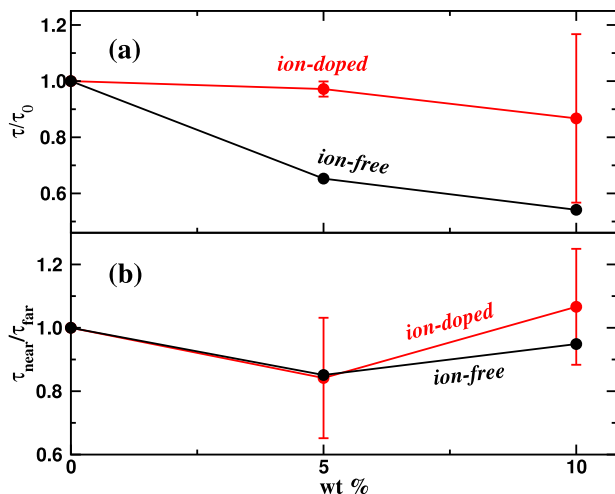 1.2
(a)
ion-doped
1.0
τ/τ0
0.8
ion-free
0.6
1.2
(b)
ion-doped
1.0
τnear/τfar
ion-free
0.8
0.6
0 5 10
wt %